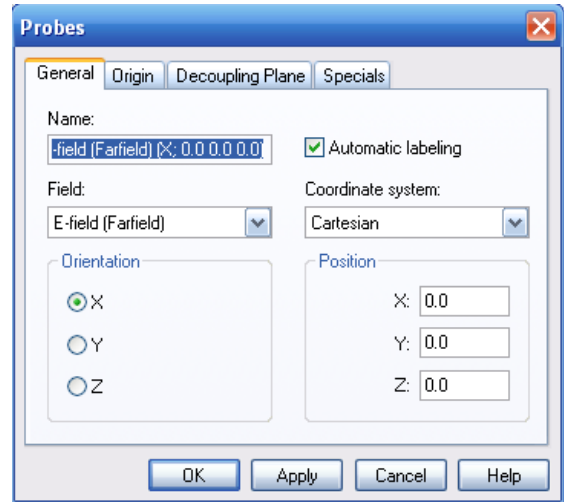 Probes
General Origin Decoupling Plane Specials
Name:
-field (Farfield) (X; 0.0 0.0 0.0) Automatic labeling
Field: Coordinate system:
E-field (Farfield) Cartesian
Orientation Position
X X: 0.0
Y Y: 0.0
Z Z: 0.0
OK Apply Cancel Help